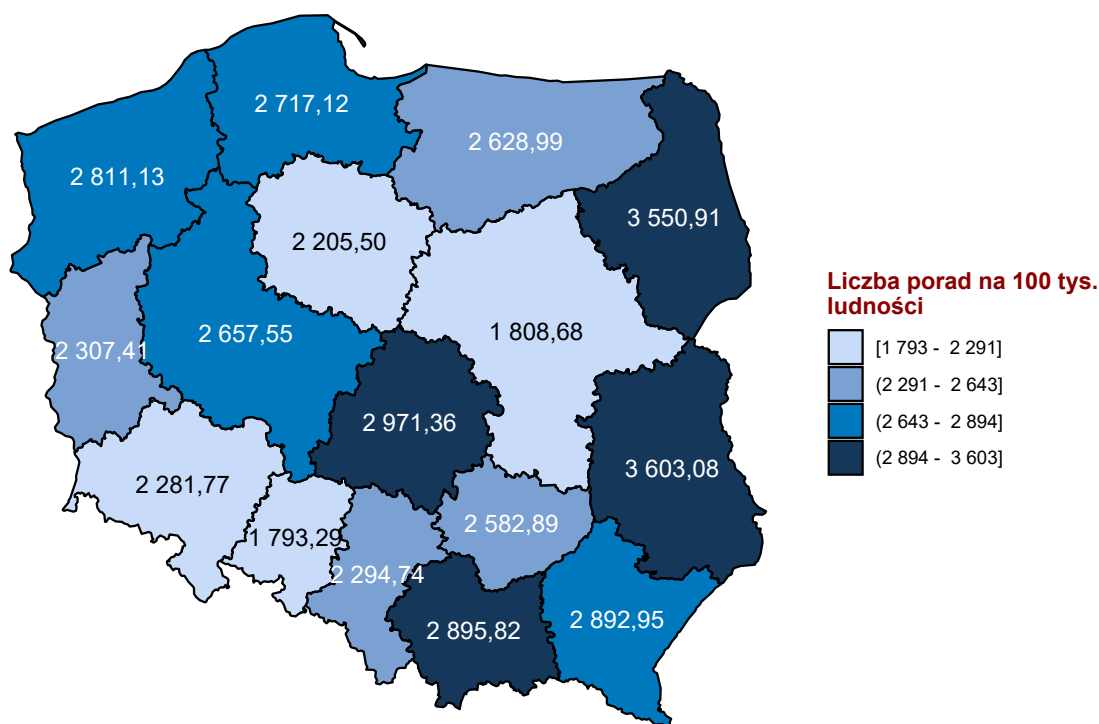 2 717,12
2 628,99
2 811,13
3 550,91
2 205,50
1 808,68
2 657,55
2 307,41
2 971,36
3 603,08
2 281,77
2 582,89
1 793,29
2 294,74
2 895,82
2 892,95
Liczba porad na 100 tys.
ludności
[1 793 - 2 291]
(2 291 - 2 643]
(2 643 - 2 894]
(2 894 - 3 603]